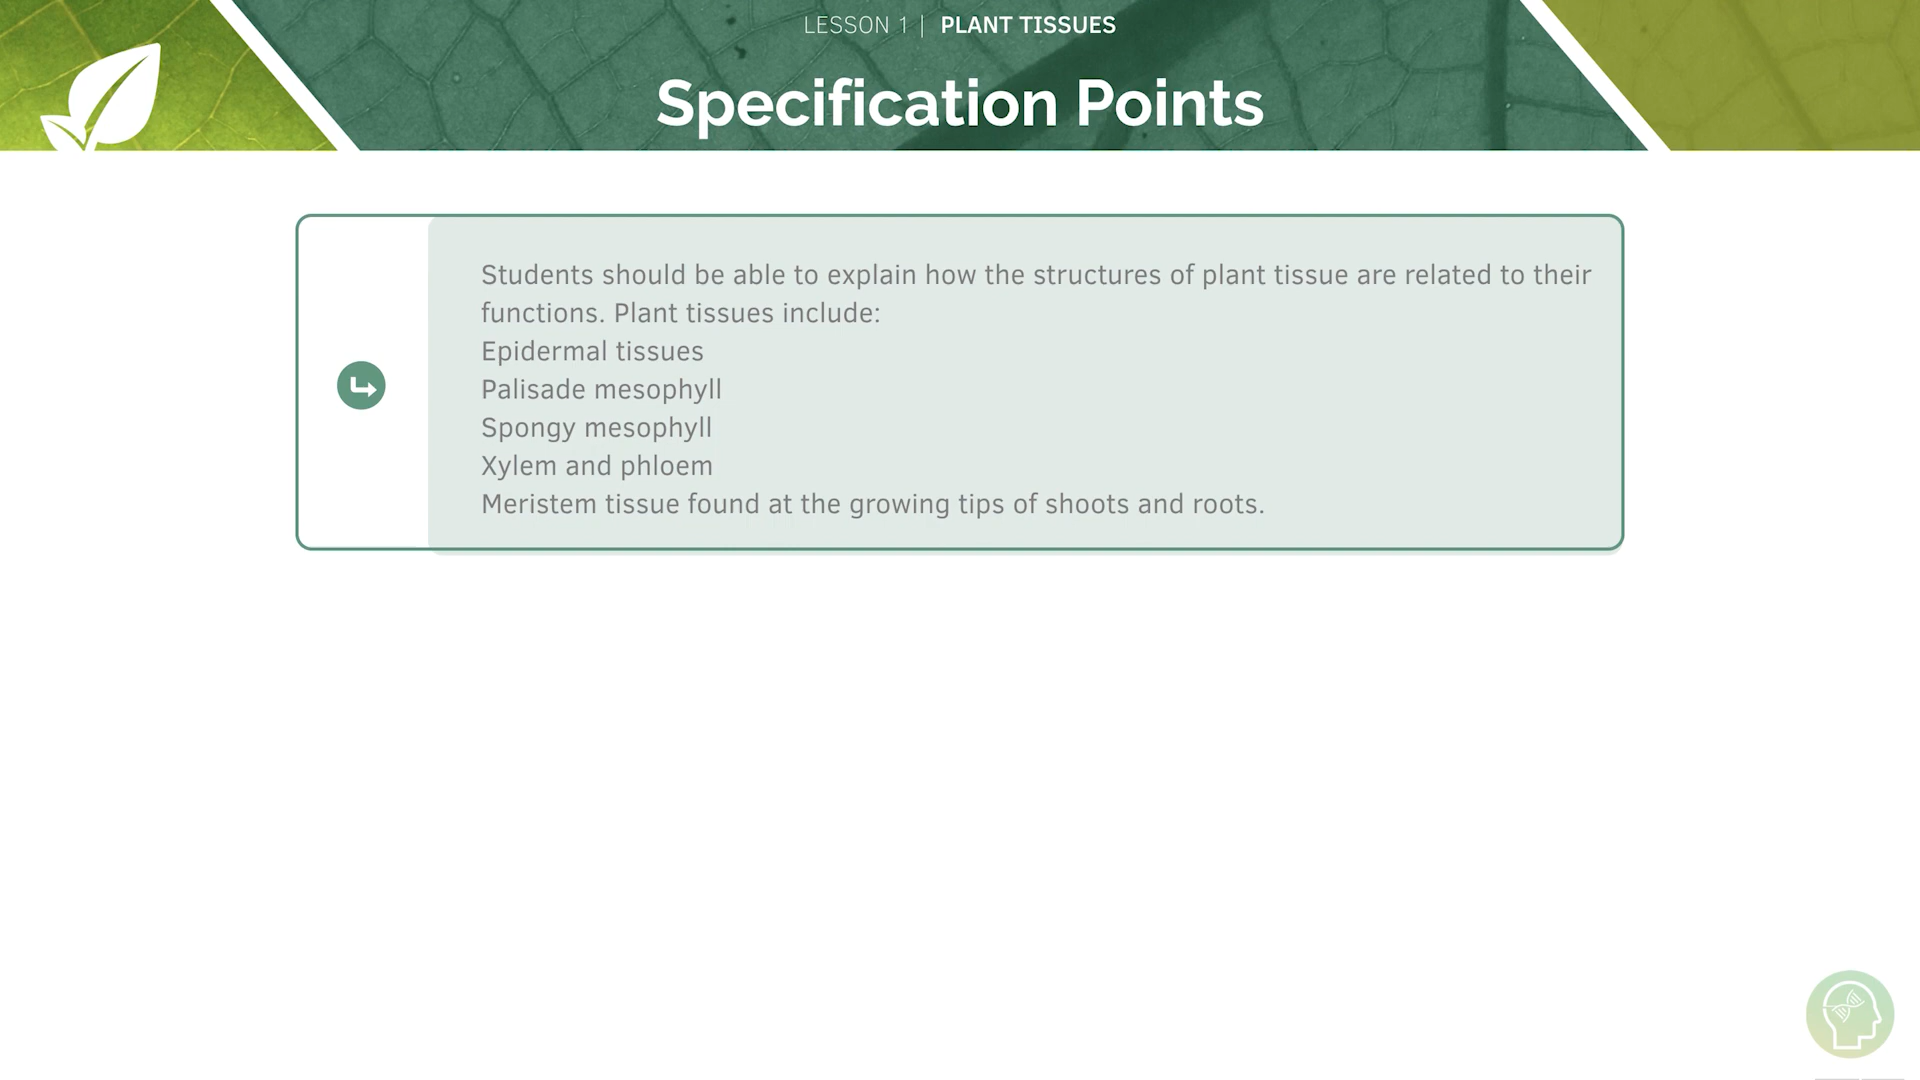 LESSON 1 | PLANT TISSUES
Specification Points
Students should be able to explain how the structures of plant tissue are related to their
functions. Plant tissues include:
Epidermal tissues
Palisade mesophyll
Spongy mesophyll
Xylem and phloem
Meristem tissue found at the growing tips of shoots and roots.